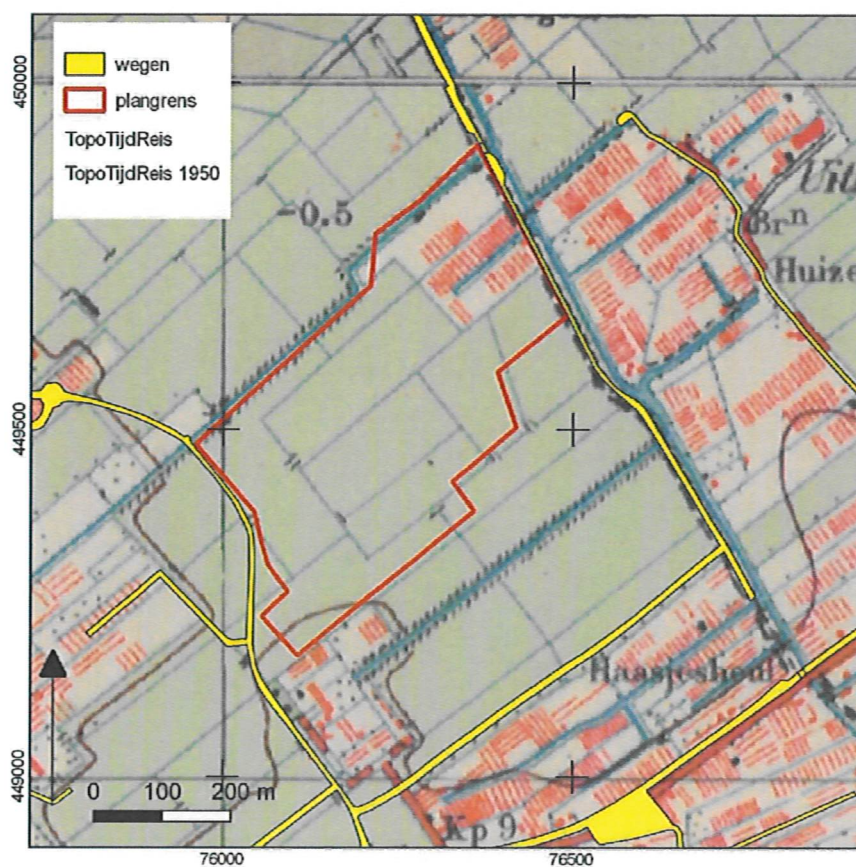 wegen
plangrens
TopoTijdReis
TopoTijdReis 1950
450000
-0.5
Brⁿ
Huize
449500
Haasjesheul
449000
0 100 200 m
Kp 9
76000 76500